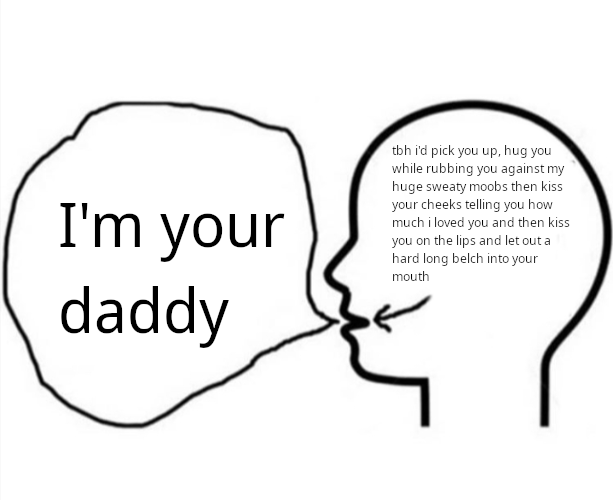 I'm your
daddy
tbh i'd pick you up, hug you
while rubbing you against my
huge sweaty moobs then kiss
your cheeks telling you how
much i loved you and then kiss
you on the lips and let out a
hard long belch into your
mouth